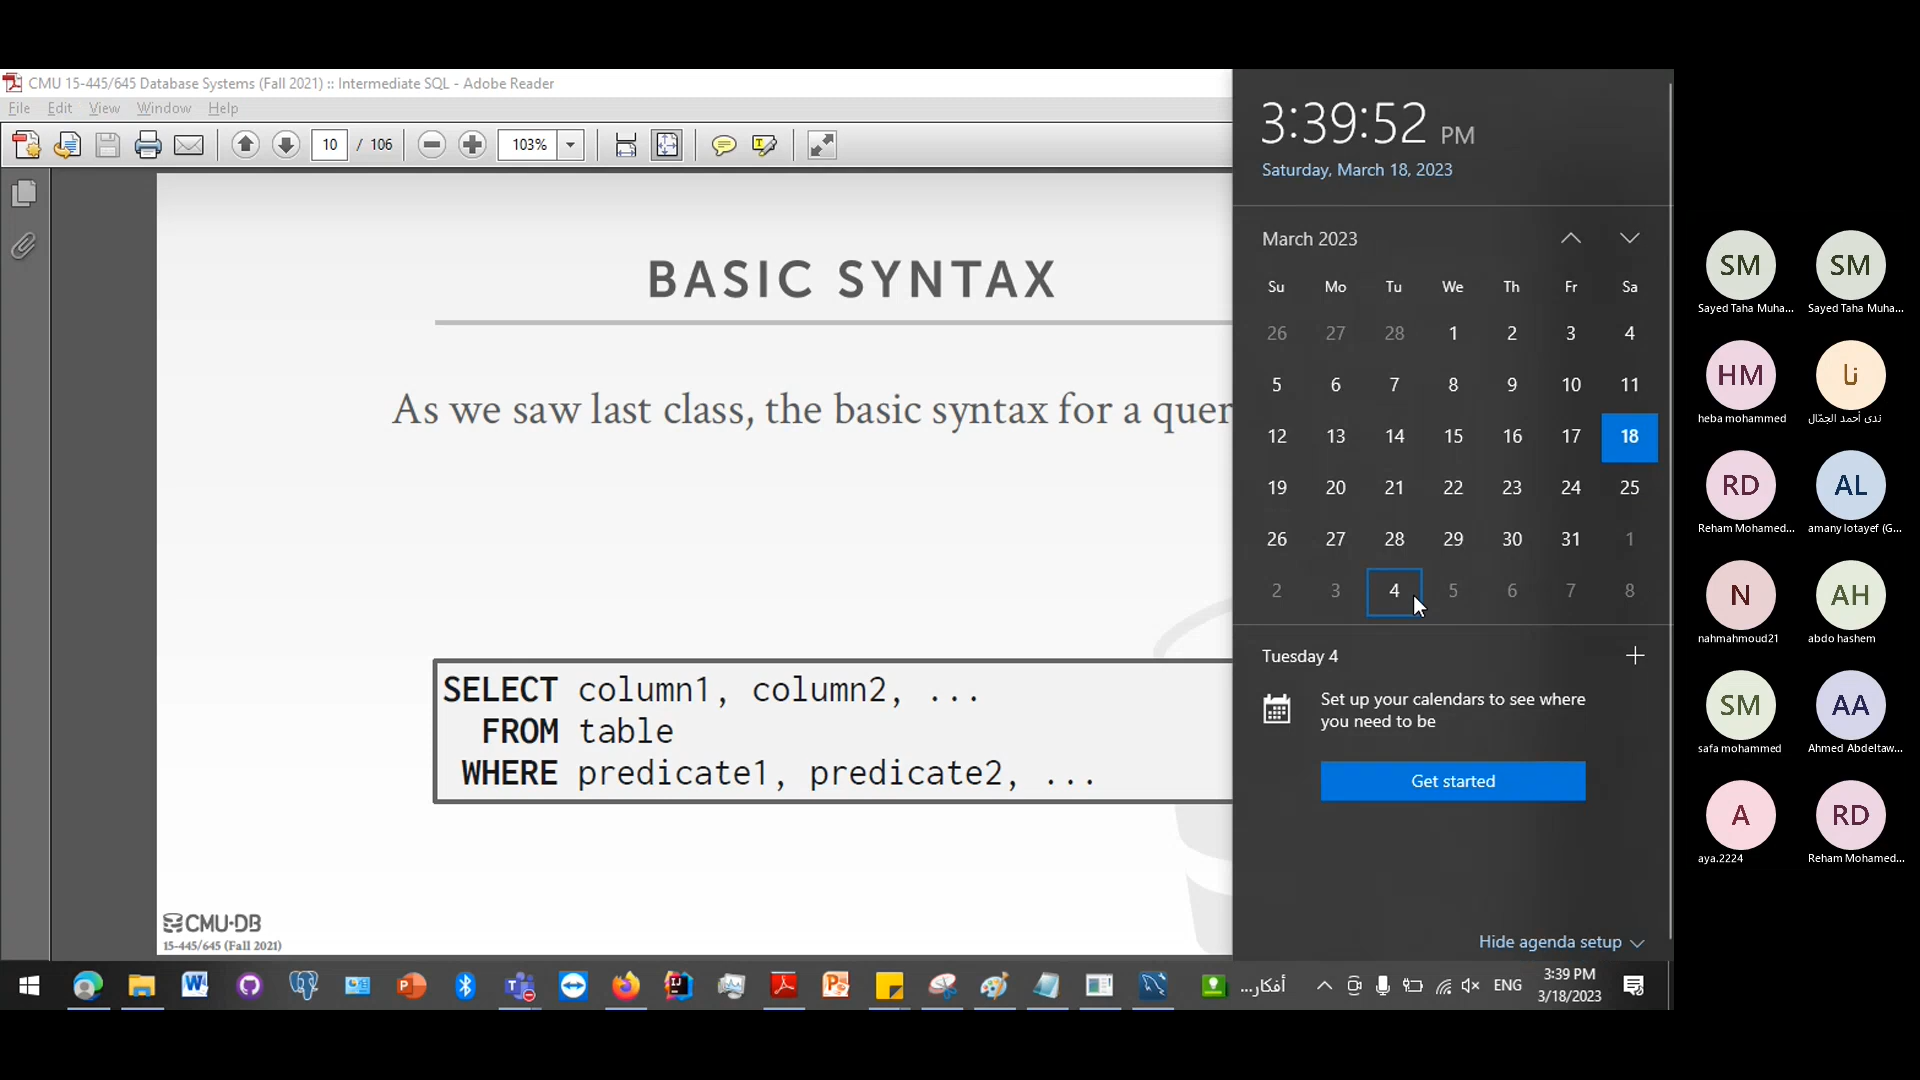 CMU 15-445/645 Database Systems (Fall 2021) :: Intermediate SQL - Adobe Reader
File Edit View Window Help
10 / 106 103%
BASIC SYNTAX
As we saw last class, the basic syntax for a quer
SELECT column1, column2, ...
FROM table
WHERE predicate1, predicate2, ...
CMU·DB
15-445/645 (Fall 2021)
3:39:52 PM
Saturday, March 18, 2023
March 2023
Su Mo Tu We Th Fr Sa
26 27 28 1 2 3 4
5 6 7 8 9 10 11
12 13 14 15 16 17 18
19 20 21 22 23 24 25
26 27 28 29 30 31 1
2 3 4 5 6 7 8
Tuesday 4
Set up your calendars to see where
you need to be
Get started
Hide agenda setup
أفكار...
ENG
3:39 PM
3/18/2023
SM SM
Sayed Taha Muha... Sayed Taha Muha...
HM نا
heba mohammed ندى أحمد الجمّال
RD AL
Reham Mohamed... amany lotayef (G...
N AH
nahmahmoud21 abdo hashem
SM AA
safa mohammed Ahmed Abdeltaw...
A RD
aya.2224 Reham Mohamed...